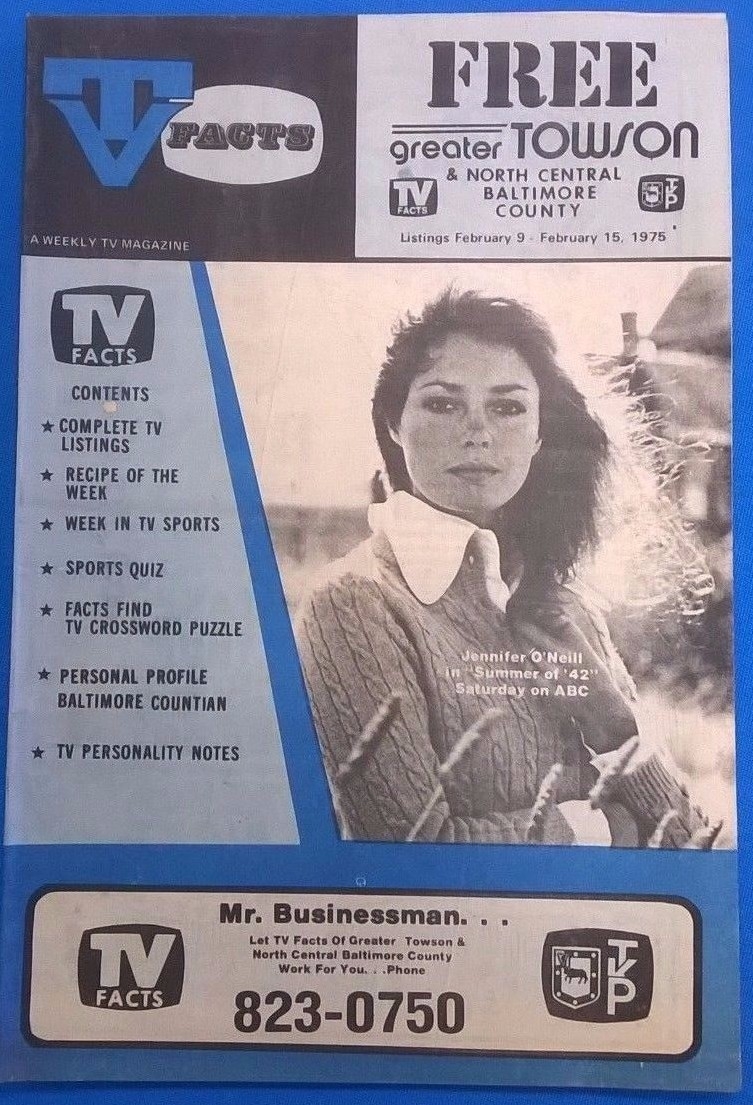 TV FACTS
A WEEKLY TV MAGAZINE
FREE
greater TOWSON
& NORTH CENTRAL
BALTIMORE
COUNTY
TV
FACTS
TVP
Listings February 9 - February 15, 1975
TV
FACTS
CONTENTS
★ COMPLETE TV
LISTINGS
★ RECIPE OF THE
WEEK
★ WEEK IN TV SPORTS
★ SPORTS QUIZ
★ FACTS FIND
TV CROSSWORD PUZZLE
★ PERSONAL PROFILE
BALTIMORE COUNTIAN
★ TV PERSONALITY NOTES
Jennifer O'Neill
in "Summer of '42"
Saturday on ABC
TV
FACTS
Mr. Businessman. . .
Let TV Facts Of Greater Towson &
North Central Baltimore County
Work For You. . .Phone
823-0750
TVP